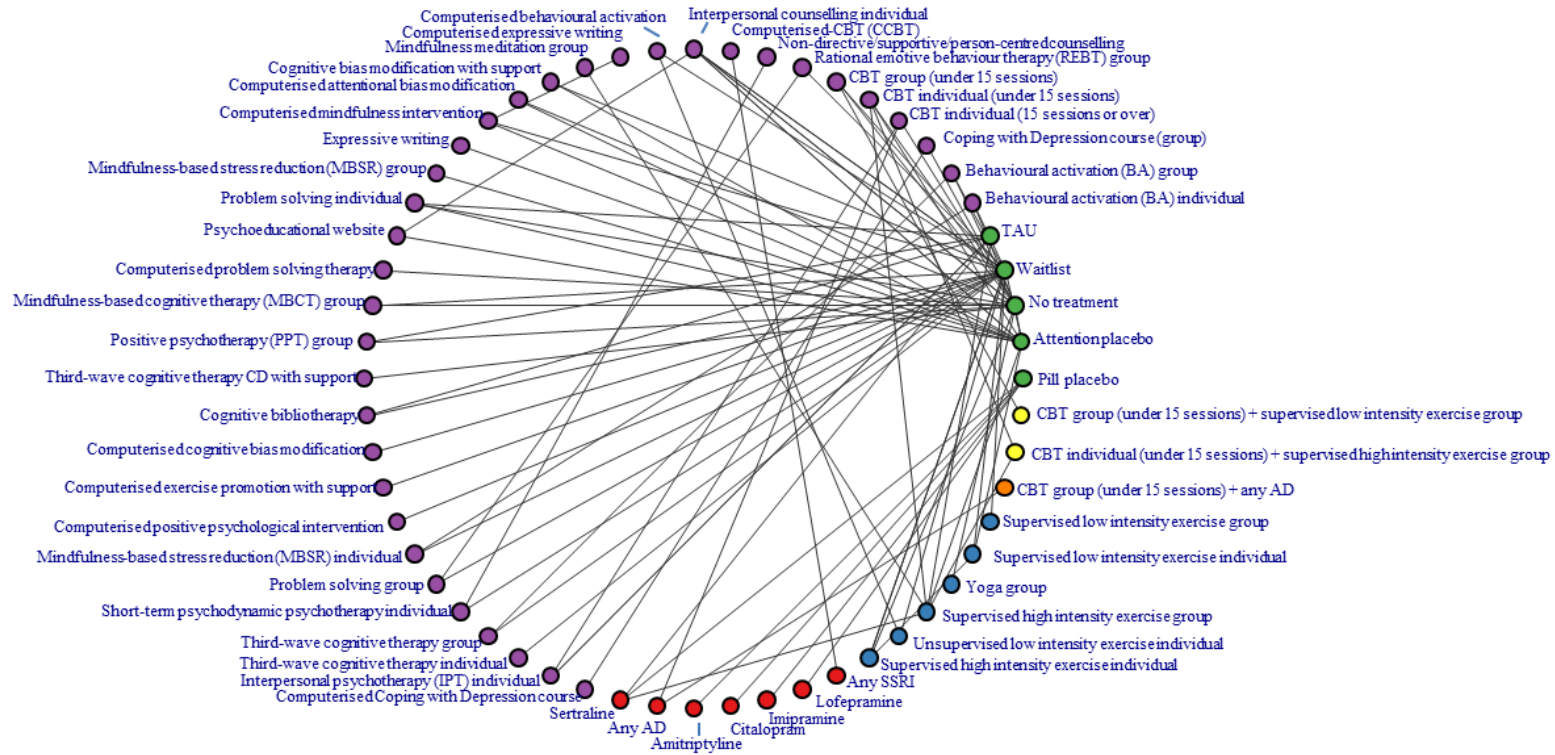 Computerised behavioural activation
Interpersonal counselling individual
Computerised expressive writing
Computerised-CBT (CCBT)
Mindfulness meditation group
Non-directive/supportive/person-centred counselling
Cognitive bias modification with support
Rational emotive behaviour therapy (REBT) group
Computerised attentional bias modification
CBT group (under 15 sessions)
CBT individual (under 15 sessions)
Computerised mindfulness intervention
CBT individual (15 sessions or over)
Expressive writing
Coping with Depression course (group)
Mindfulness-based stress reduction (MBSR) group
Behavioural activation (BA) group
Problem solving individual
Behavioural activation (BA) individual
Psychoeducational website
TAU
Computerised problem solving therapy
Waitlist
Mindfulness-based cognitive therapy (MBCT) group
No treatment
Positive psychotherapy (PPT) group
Attention placebo
Third-wave cognitive therapy CD with support
Pill placebo
Cognitive bibliotherapy
CBT group (under 15 sessions) + supervised low intensity exercise group
Computerised cognitive bias modification
CBT individual (under 15 sessions) + supervised high intensity exercise group
Computerised exercise promotion with support
CBT group (under 15 sessions) + any AD
Computerised positive psychological intervention
Supervised low intensity exercise group
Mindfulness-based stress reduction (MBSR) individual
Supervised low intensity exercise individual
Problem solving group
Yoga group
Short-term psychodynamic psychotherapy individual
Supervised high intensity exercise group
Third-wave cognitive therapy group
Unsupervised low intensity exercise individual
Third-wave cognitive therapy individual
Supervised high intensity exercise individual
Interpersonal psychotherapy (IPT) individual
Any SSRI
Computerised Coping with Depression course
Lofepramine
Sertraline
Imipramine
Any AD
Citalopram
Amitriptyline